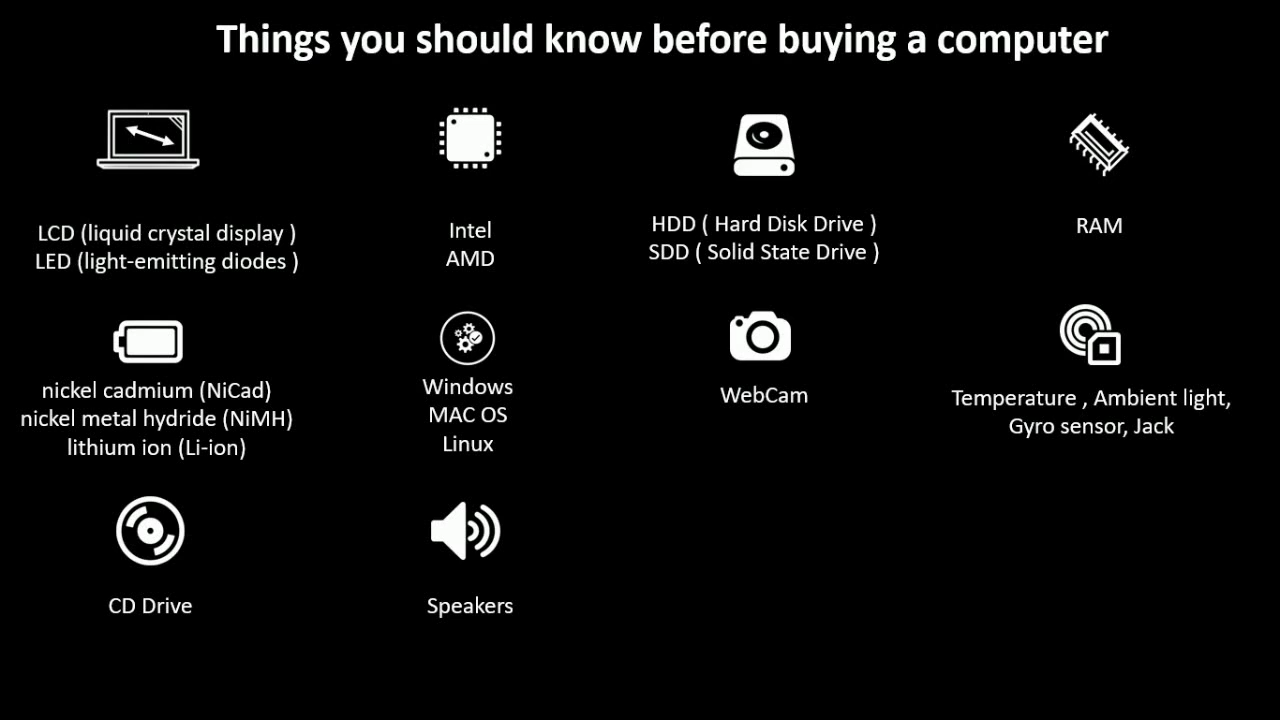 Things you should know before buying a computer
LCD (liquid crystal display )
LED (light-emitting diodes )
Intel
AMD
HDD ( Hard Disk Drive )
SDD ( Solid State Drive )
RAM
nickel cadmium (NiCad)
nickel metal hydride (NiMH)
lithium ion (Li-ion)
Windows
MAC OS
Linux
WebCam
Temperature , Ambient light,
Gyro sensor, Jack
CD Drive
Speakers